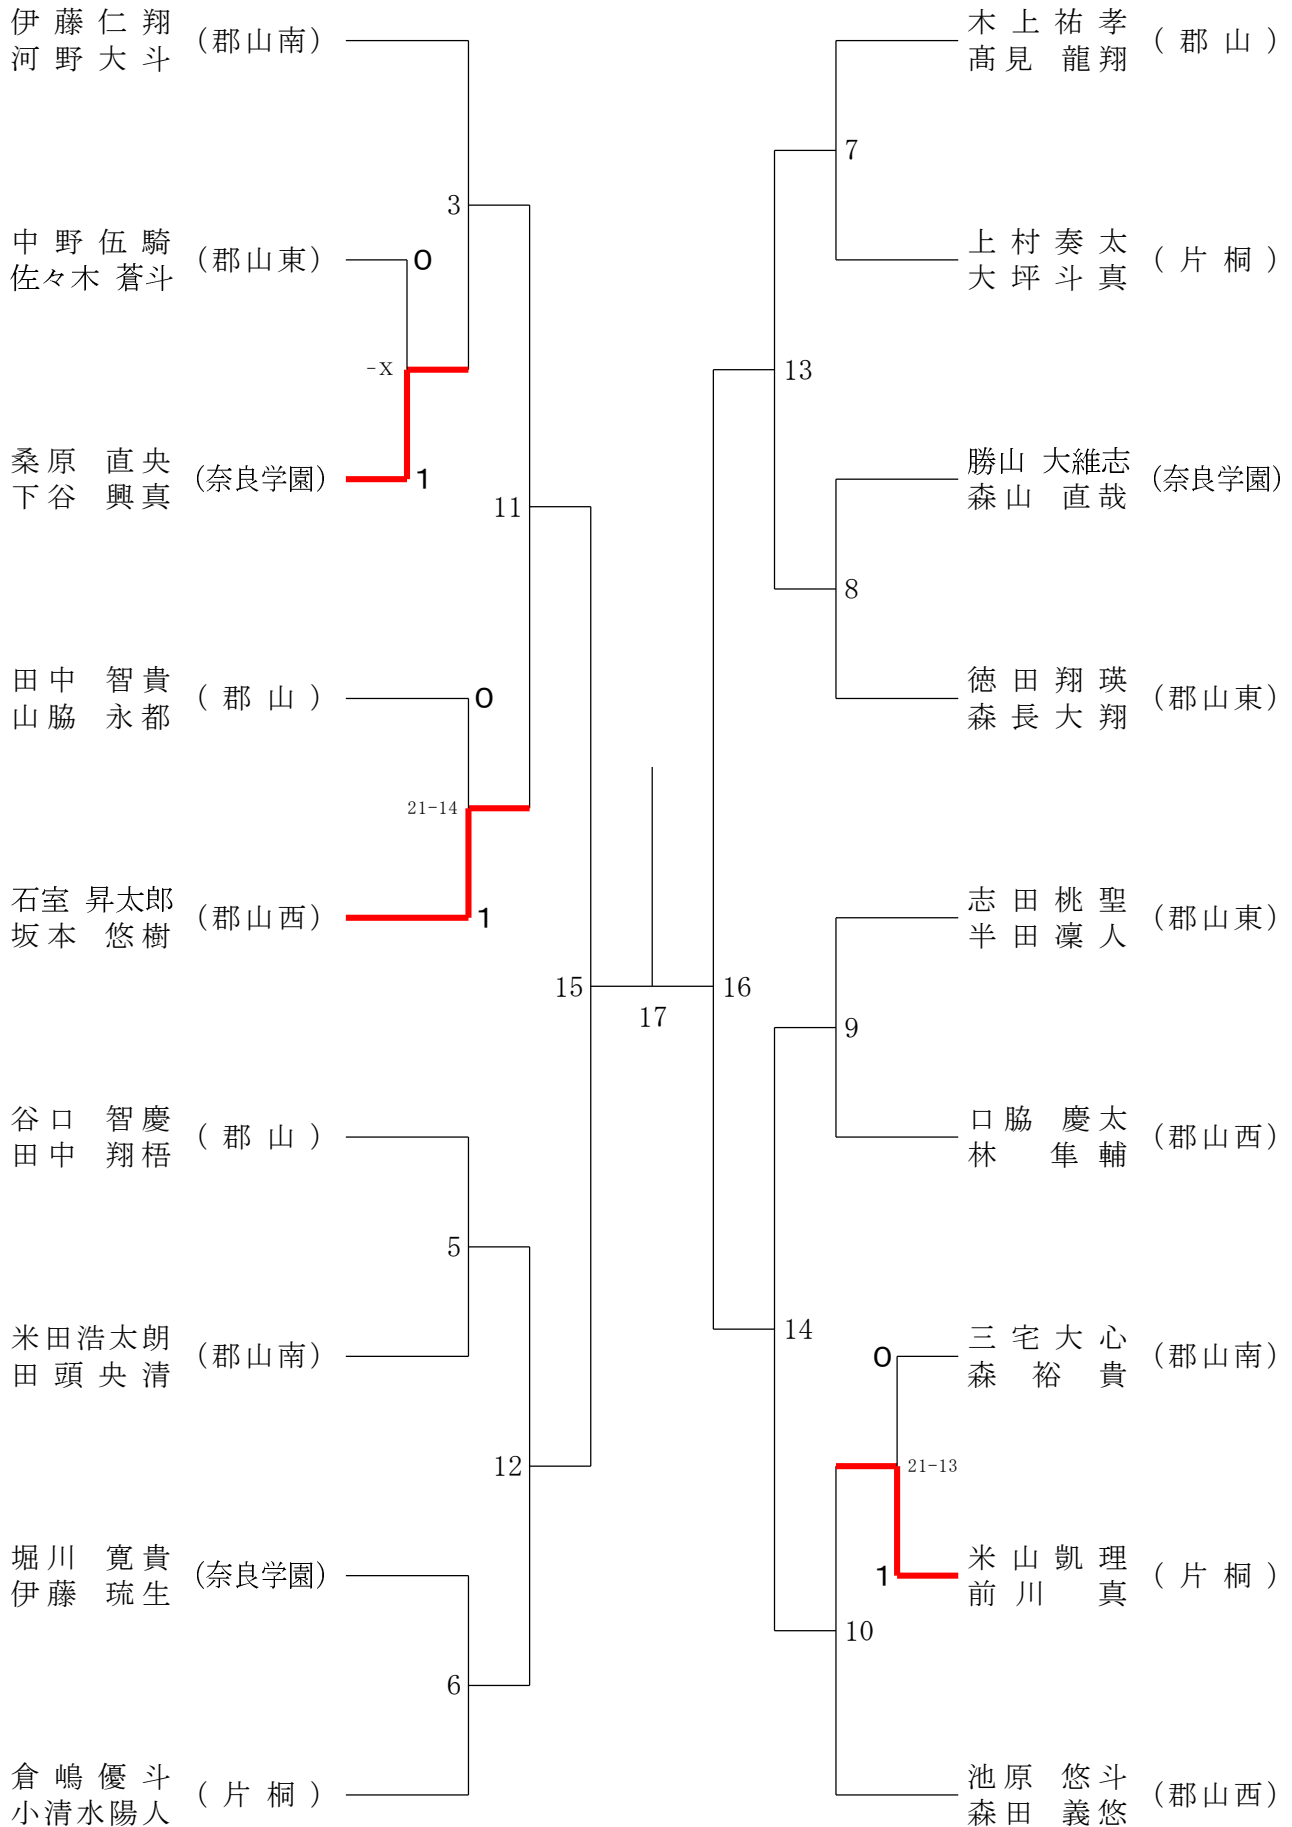 伊藤仁翔
河野大斗
(郡山南)
3
中野伍騎
佐々木 蒼斗
(郡山東)
0
-X
桑原 直央
下谷 興真
(奈良学園)
1
11
田中 智貴
山脇 永都
(郡山)
0
21-14
石室 昇太郎
坂本 悠樹
(郡山西)
1
15
17
谷口 智慶
田中 翔梧
(郡山)
5
米田浩太朗
田頭央清
(郡山南)
12
堀川 寛貴
伊藤 琉生
(奈良学園)
6
倉嶋優斗
小清水陽人
(片桐)
木上祐孝
髙見 龍翔
(郡山)
7
上村奏太
大坪斗真
(片桐)
13
勝山 大維志
森山 直哉
(奈良学園)
8
徳田翔瑛
森長大翔
(郡山東)
16
志田桃聖
半田凜人
(郡山東)
9
口脇 慶太
林 隼輔
(郡山西)
14
三宅大心
森裕貴
(郡山南)
0
21-13
米山凱理
前川真
(片桐)
1
10
池原 悠斗
森田 義悠
(郡山西)